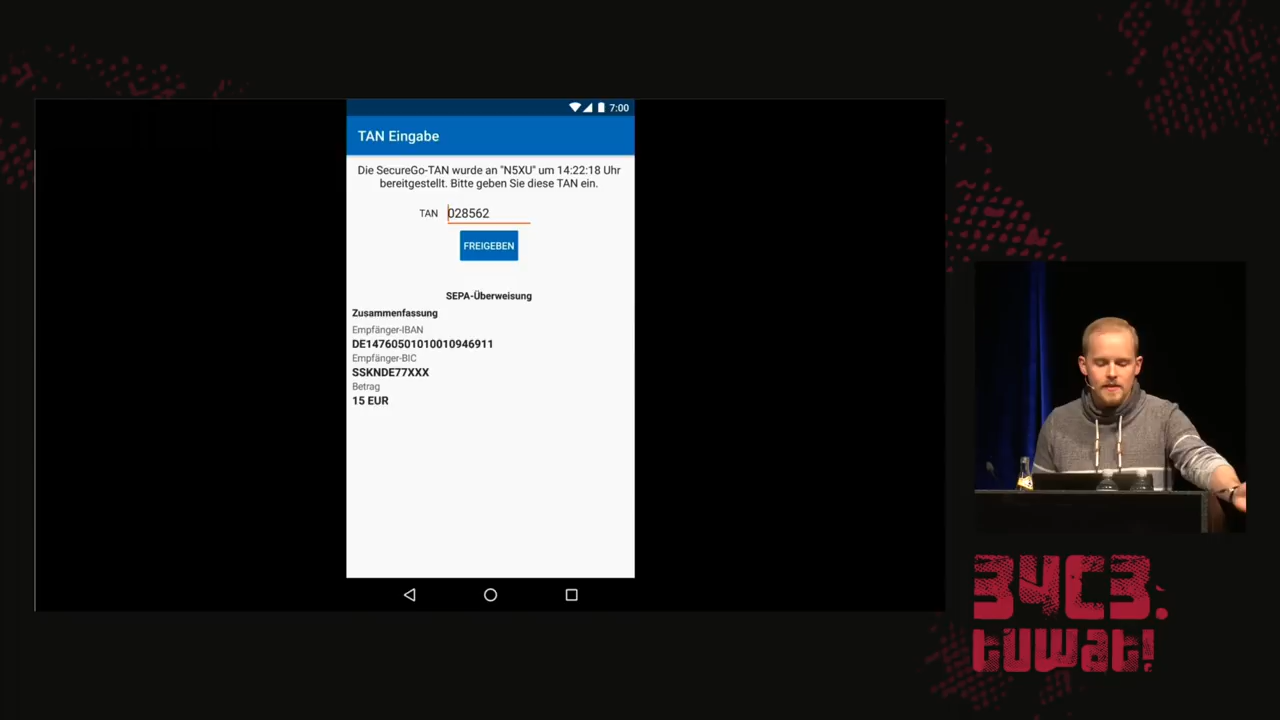 7:00
TAN Eingabe
Die SecureGo-TAN wurde an "N5XU" um 14:22:18 Uhr
bereitgestellt. Bitte geben Sie diese TAN ein.
TAN 028562
FREIGEBEN
SEPA-Überweisung
Zusammenfassung
Empfänger-IBAN
DE14760501010010946911
Empfänger-BIC
SSKNDE77XXX
Betrag
15 EUR
34C3.
tuwat!